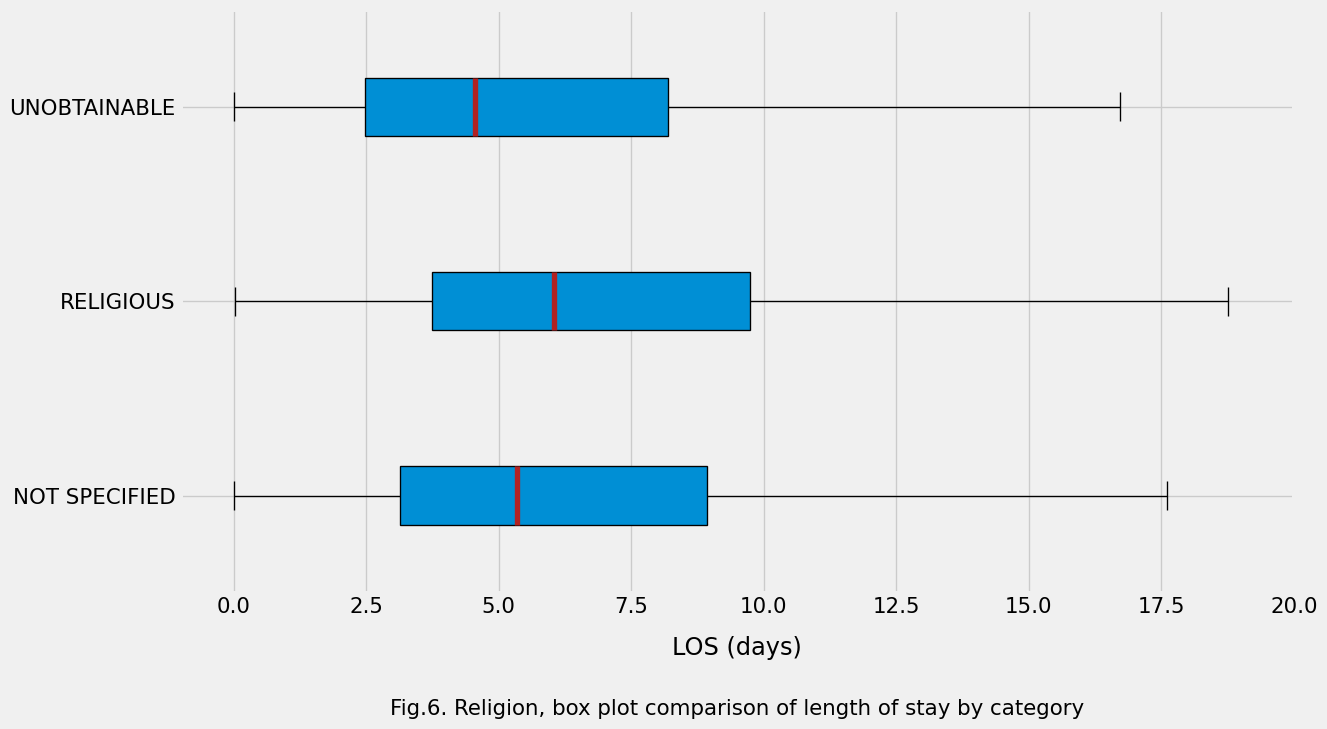 UNOBTAINABLE
RELIGIOUS
NOT SPECIFIED
0.0 2.5 5.0 7.5 10.0 12.5 15.0 17.5 20.0
LOS (days)
Fig.6. Religion, box plot comparison of length of stay by category